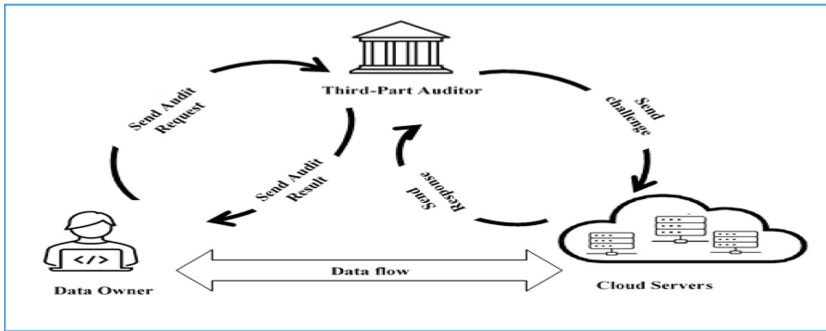 Third-Part Auditor
Send Audit
Request
Send
challenge
Send Audit
Result
Send
Response
</>
Data flow
Data Owner
Cloud Servers